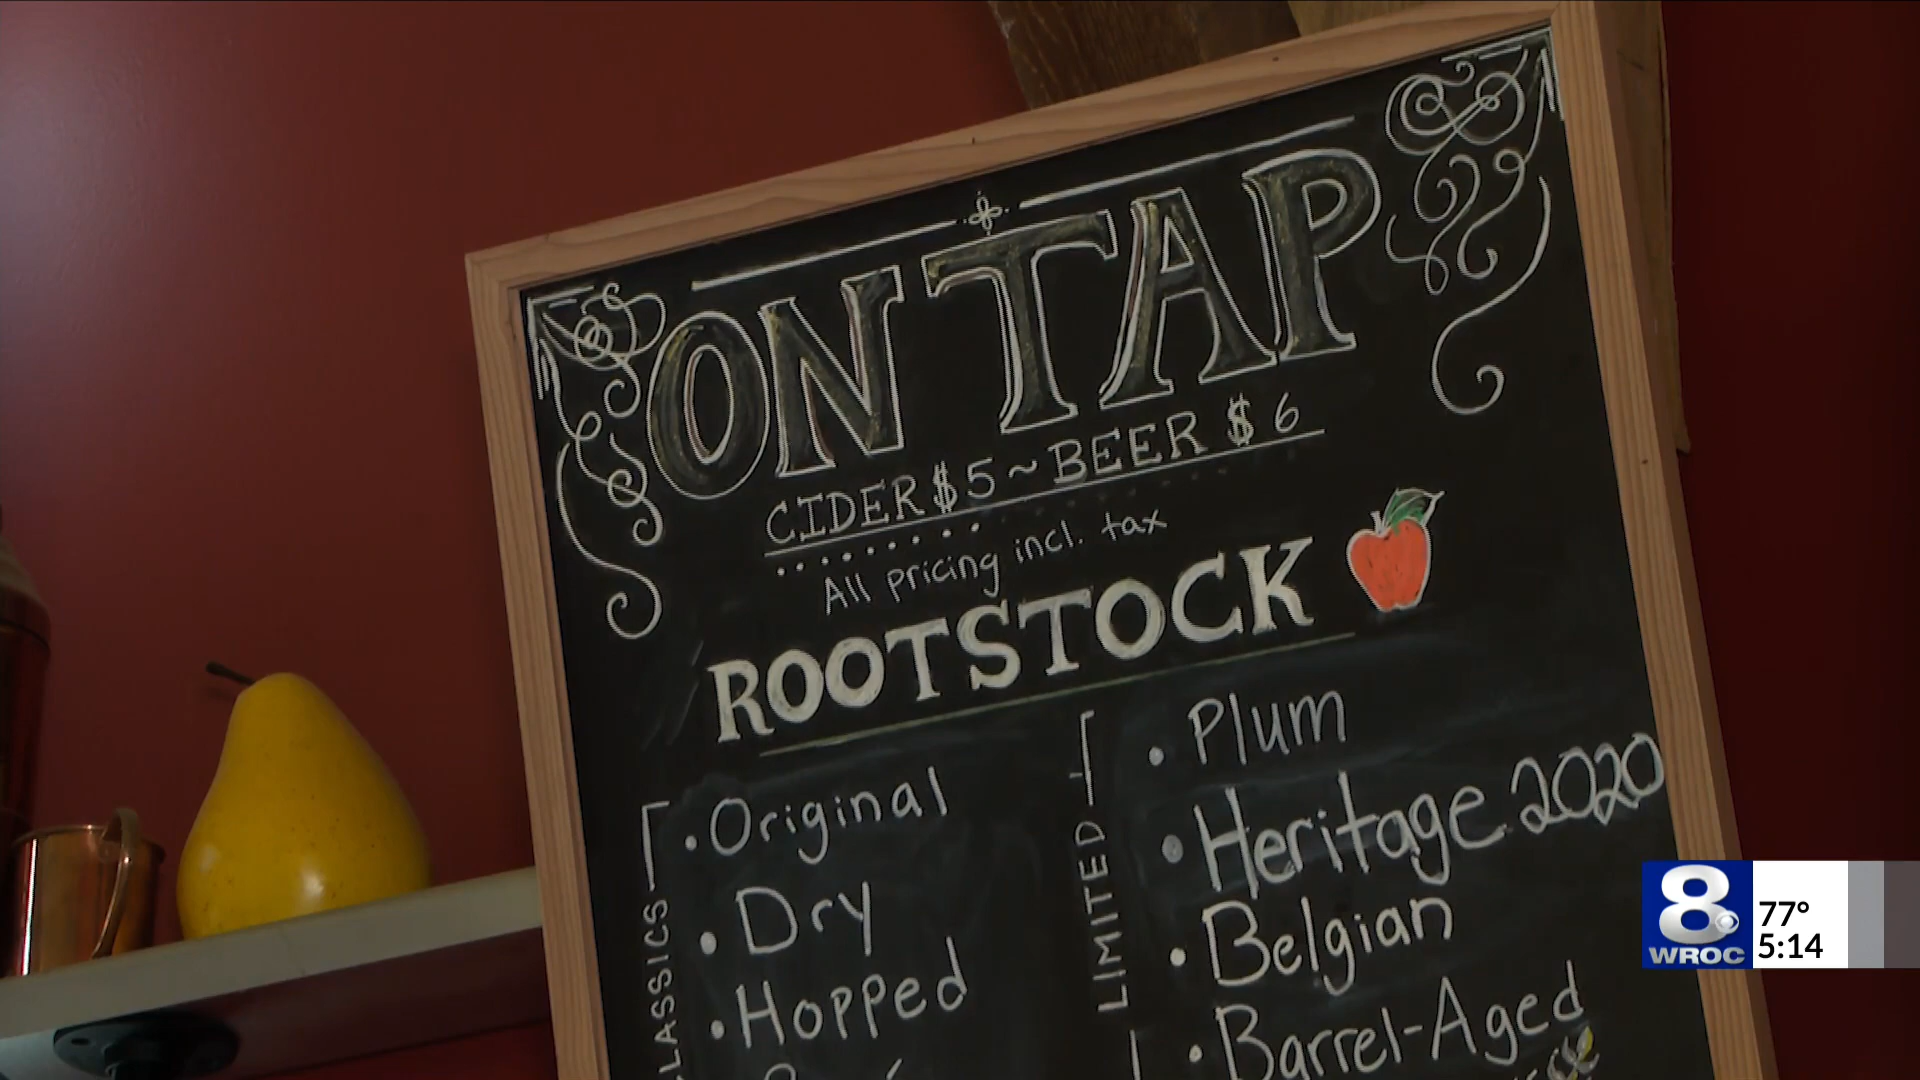 ON TAP
CIDER $5 ~ BEER $6
All pricing incl. tax
ROOTSTOCK
CLASSICS
• Original
• Dry
• Hopped
LIMITED
• Plum
• Heritage 2020
• Belgian
• Barrel-Aged
8
WROC
77°
5:14